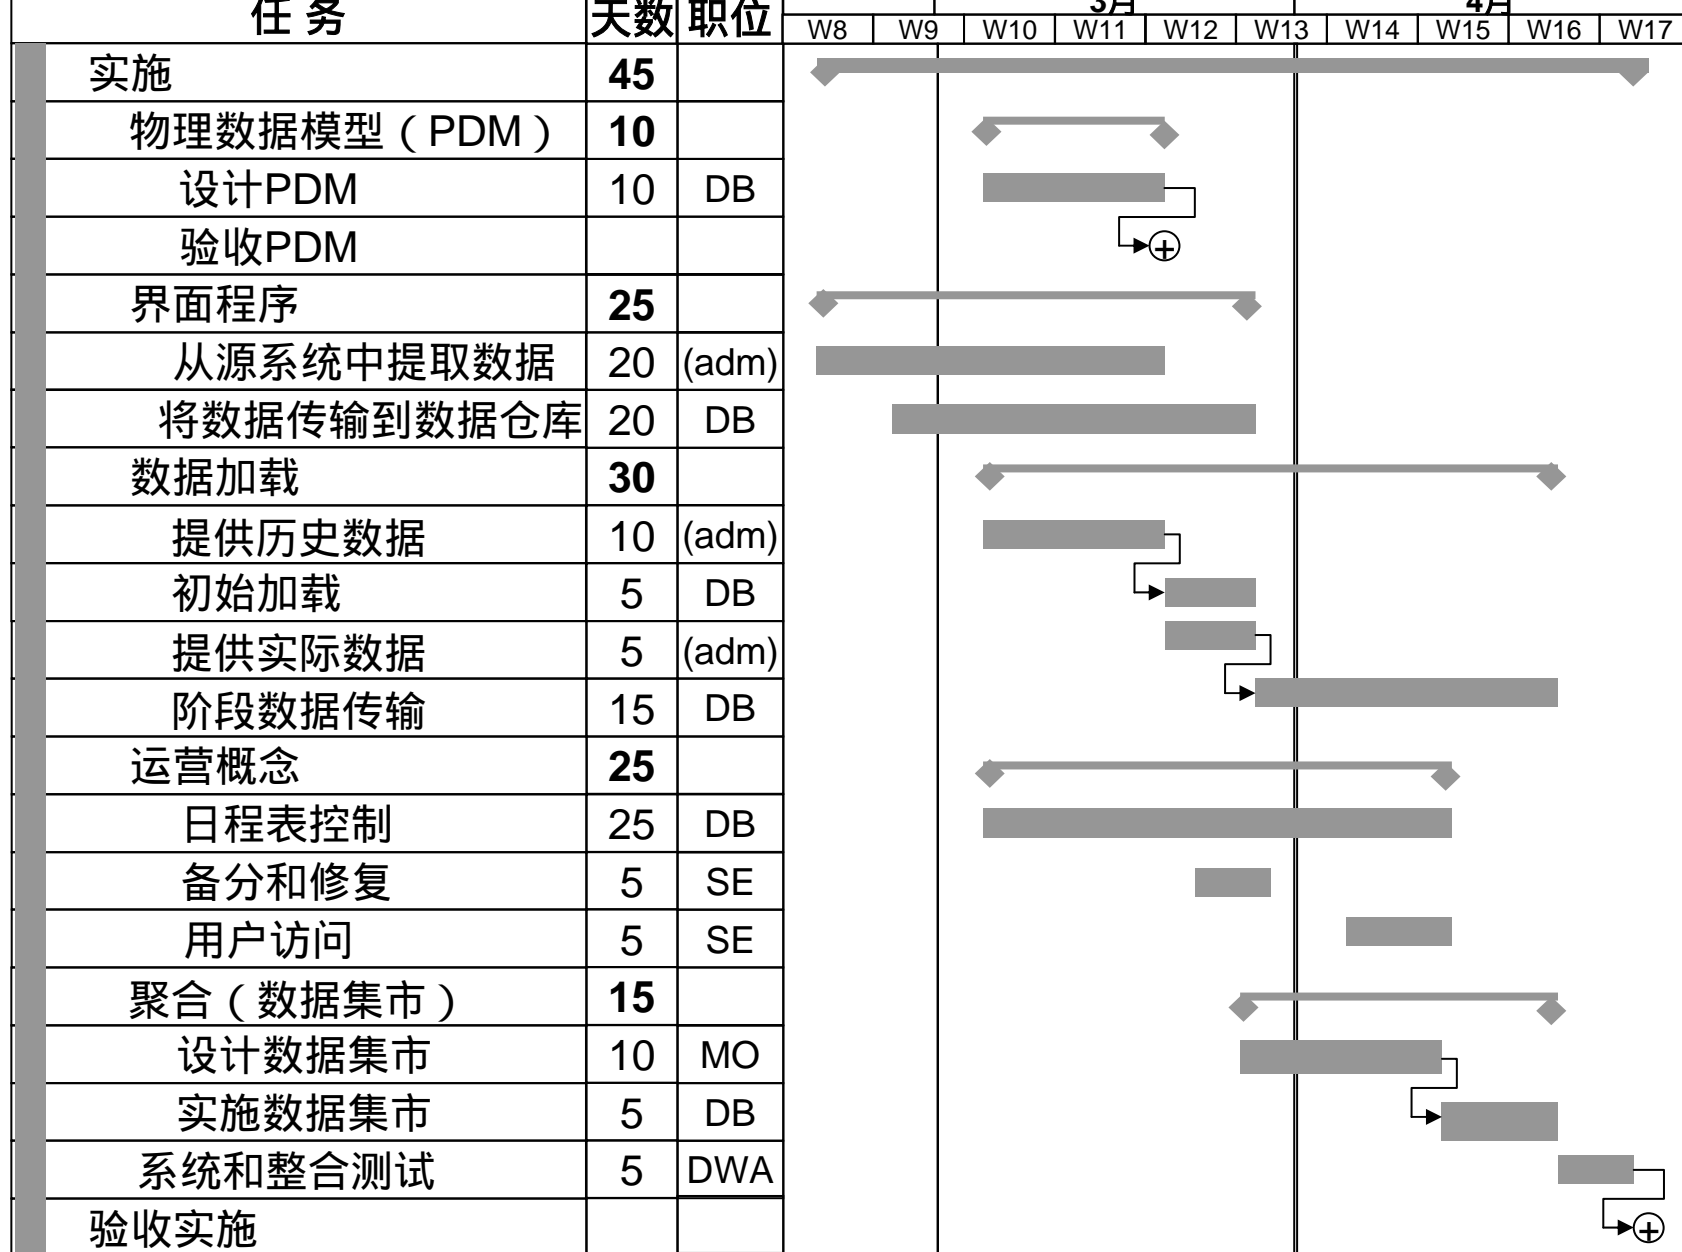 任 务 天数 职位 3月 4月
W8 W9 W10 W11 W12 W13 W14 W15 W16 W17
实施 45
物理数据模型（PDM） 10
设计PDM 10 DB
验收PDM
界面程序 25
从源系统中提取数据 20 (adm)
将数据传输到数据仓库 20 DB
数据加载 30
提供历史数据 10 (adm)
初始加载 5 DB
提供实际数据 5 (adm)
阶段数据传输 15 DB
运营概念 25
日程表控制 25 DB
备分和修复 5 SE
用户访问 5 SE
聚合（数据集市） 15
设计数据集市 10 MO
实施数据集市 5 DB
系统和整合测试 5 DWA
验收实施